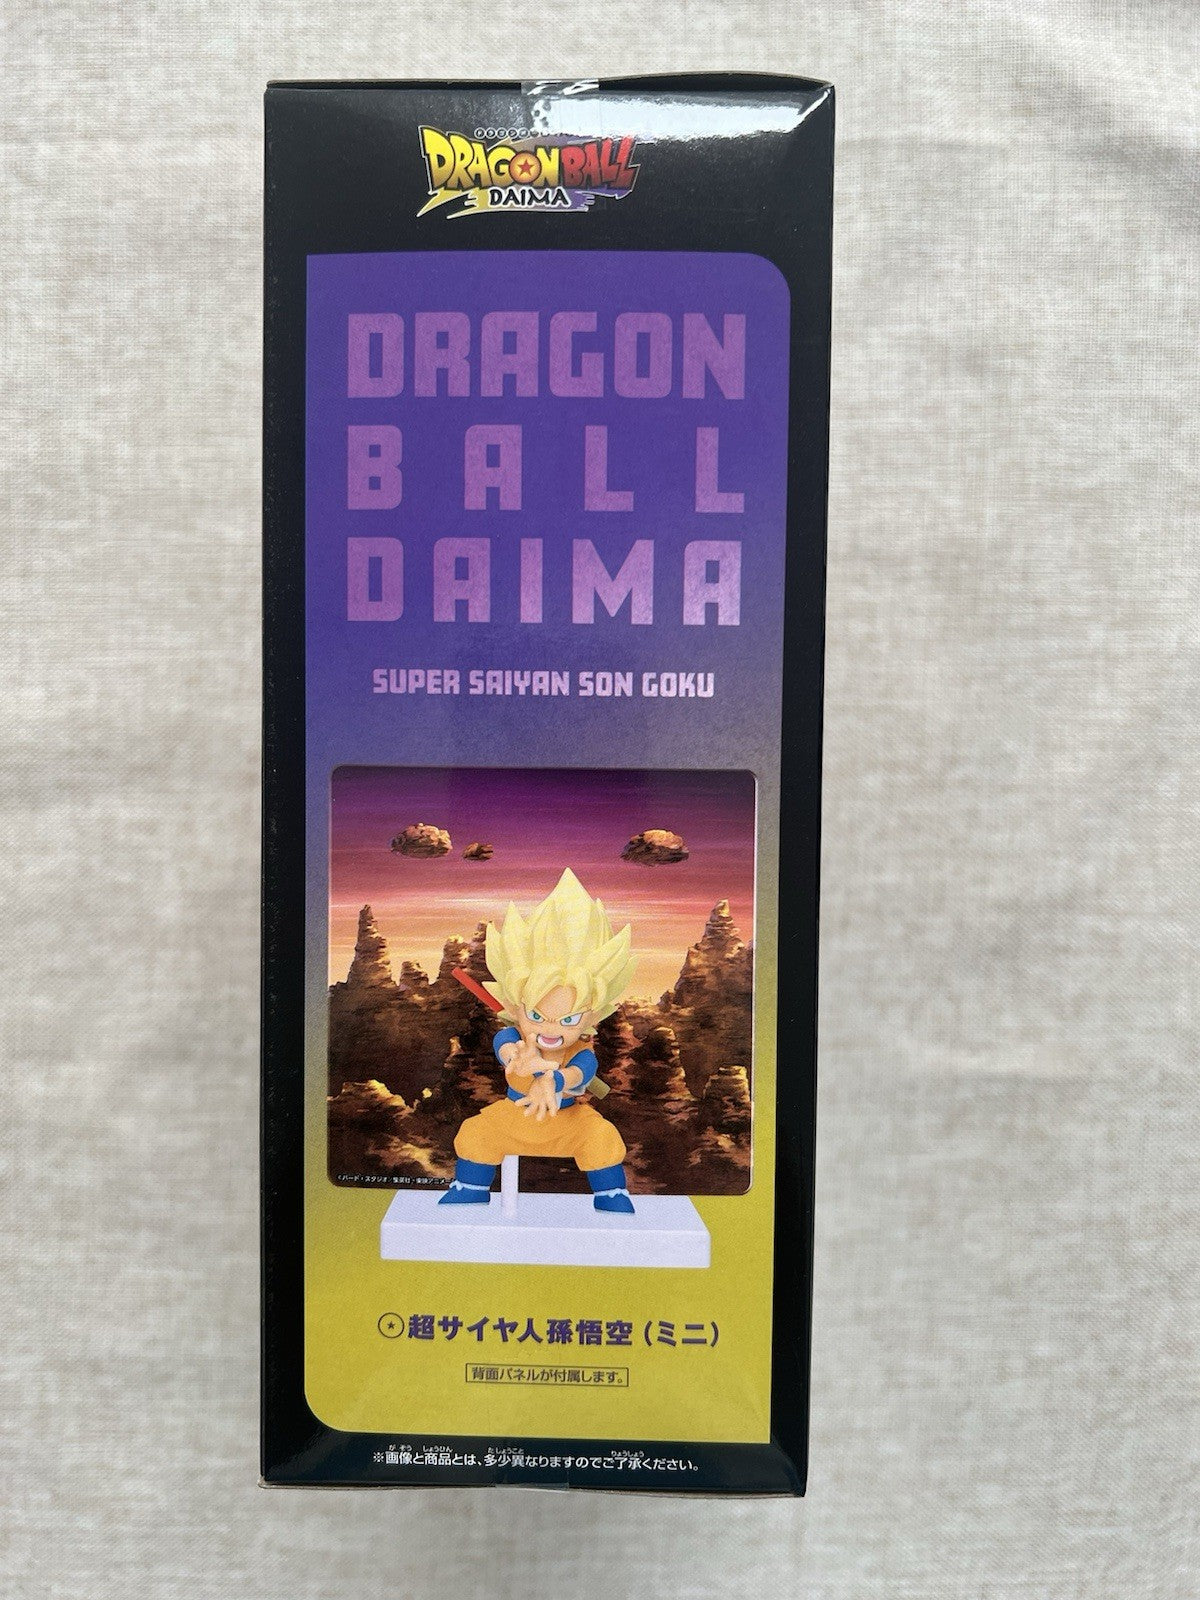 DRAGON BALL
DAIMA
DRAGON
BALL
DAIMA
SUPER SAIYAN SON GOKU
超サイヤ人孫悟空(ミニ)
背面パネルが付属します。
※画像と商品とは、多少異なりますのでご了承ください。